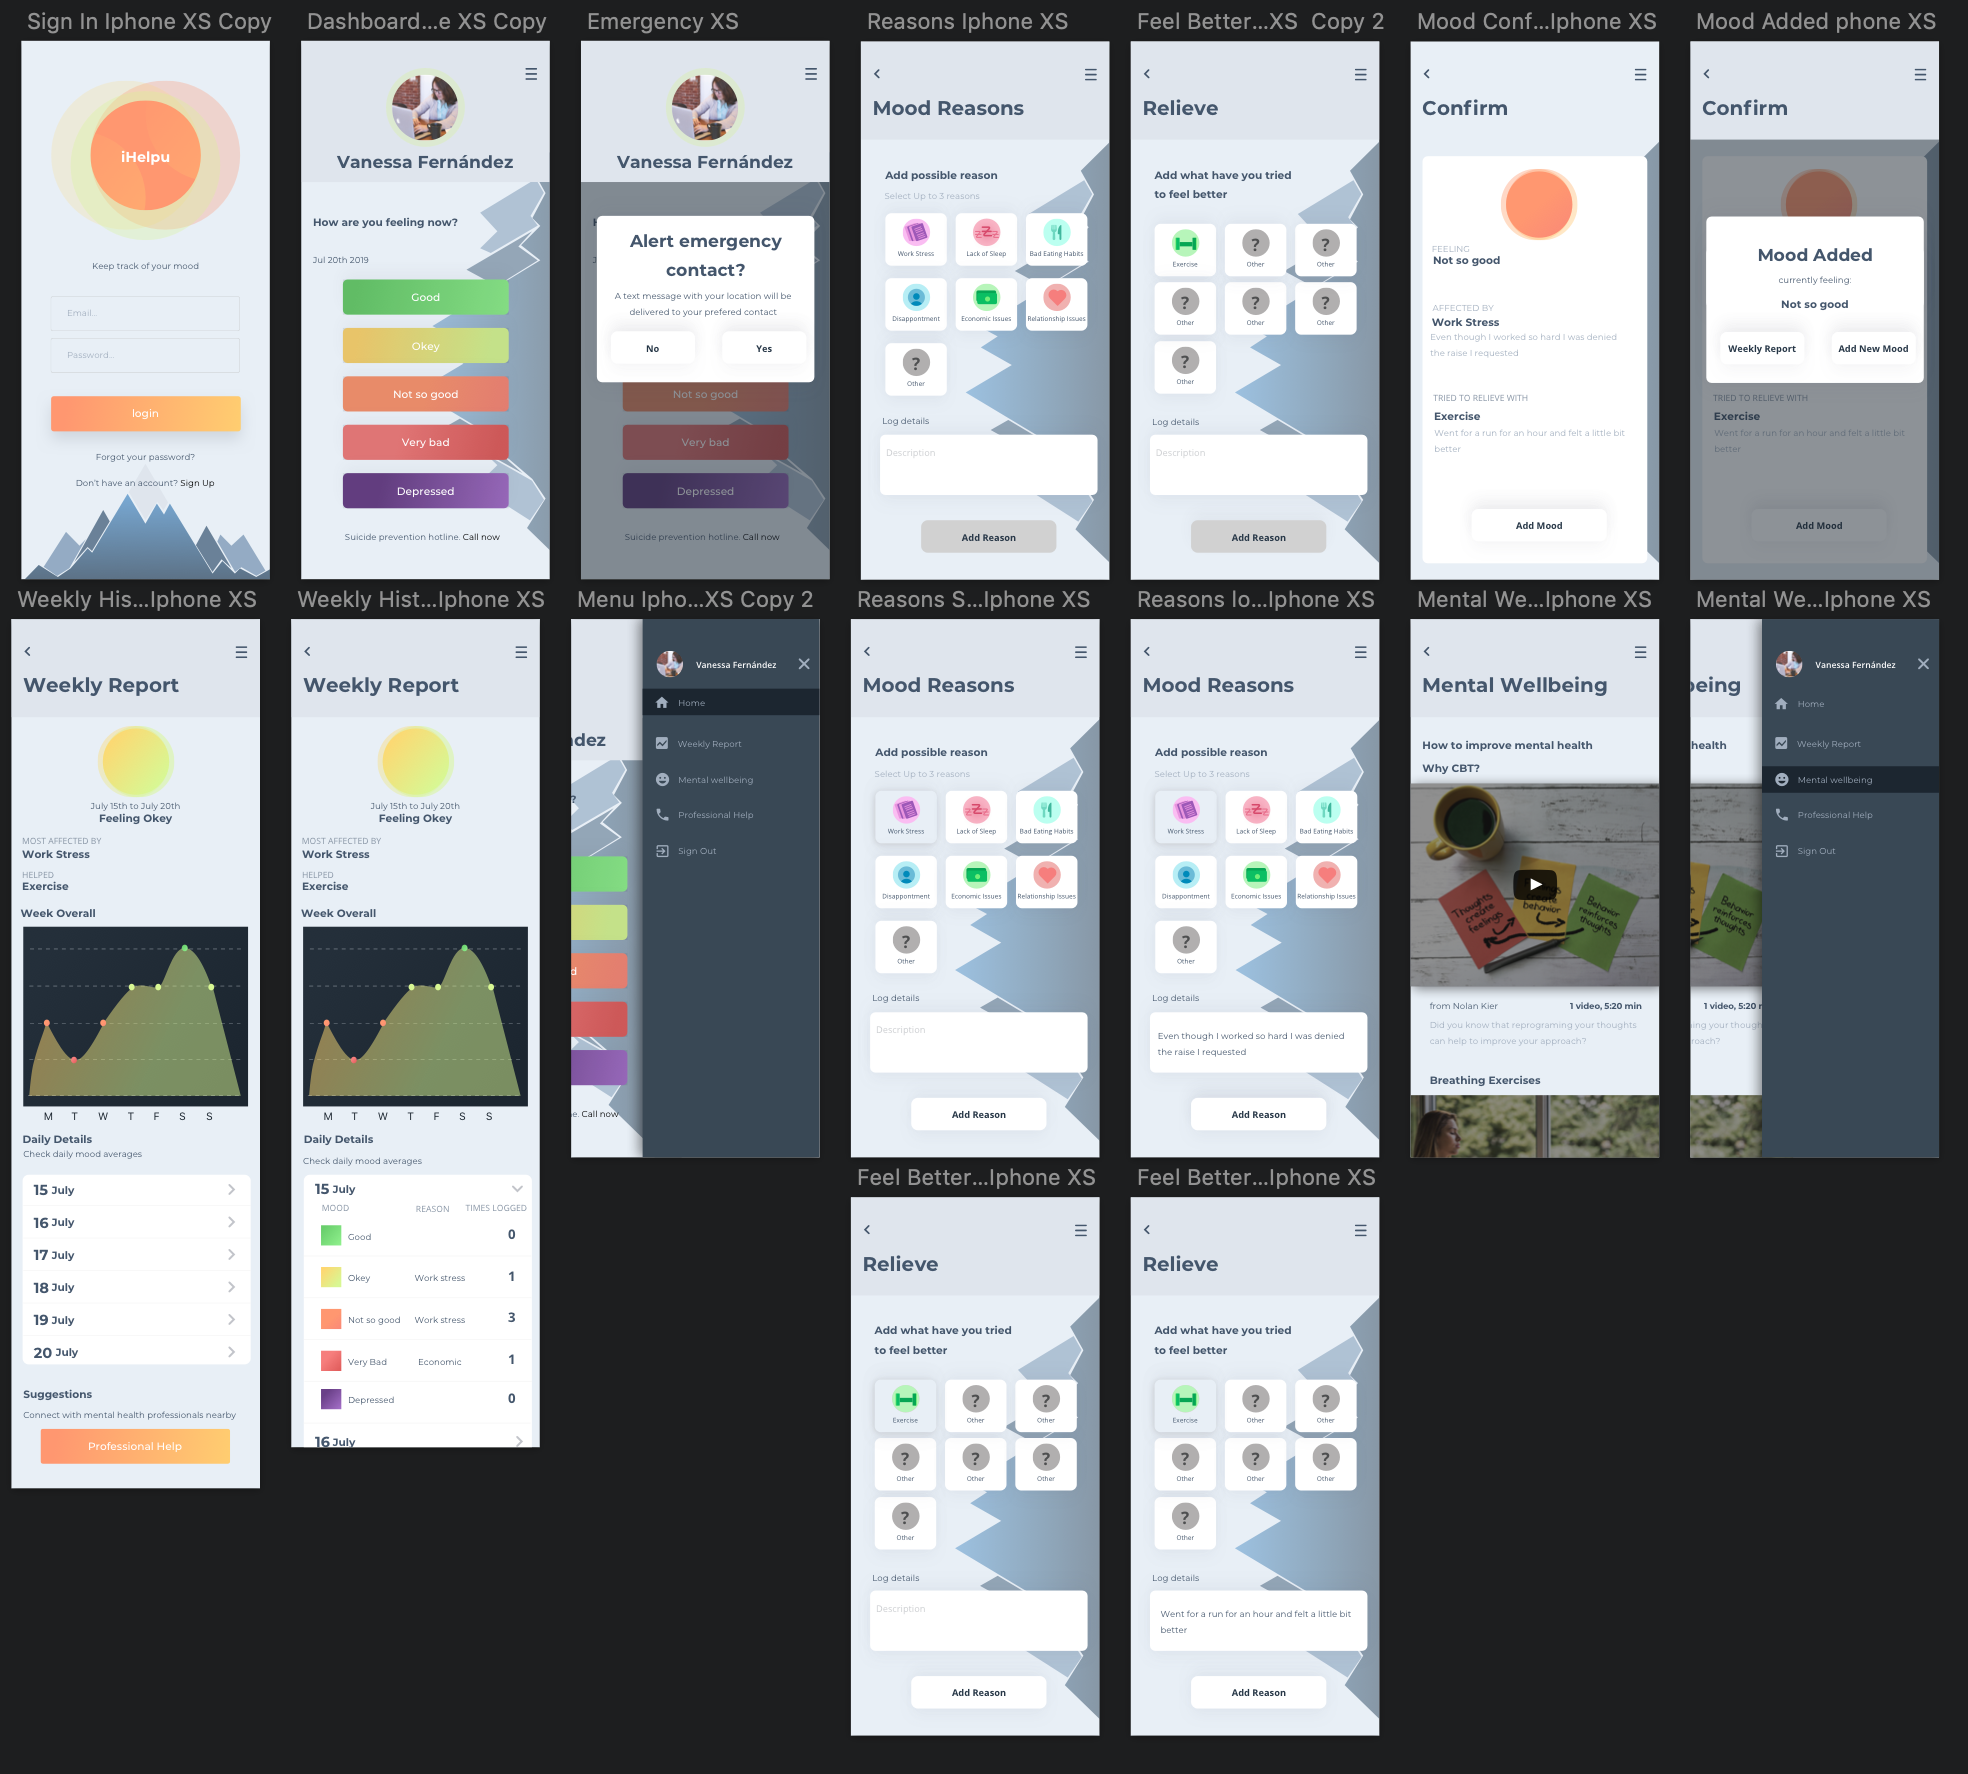 Sign In Iphone XS Copy
iHelpu
Keep track of your mood
Email...
Password...
login
Forgot your password?
Don't have an account? Sign Up
Dashboard...e XS Copy
Vanessa Fernández
How are you feeling now?
Jul 20th 2019
Good
Okey
Not so good
Very bad
Depressed
Suicide prevention hotline. Call now
Emergency XS
Vanessa Fernández
Alert emergency
contact?
A text message with your location will be
delivered to your prefered contact
No
Yes
Not so good
Very bad
Depressed
Suicide prevention hotline. Call now
Reasons Iphone XS
Mood Reasons
Add possible reason
Select Up to 3 reasons
Work Stress
Lack of Sleep
Bad Eating Habits
Disappontment
Economic Issues
Relationship Issues
?
Other
Log details
Description
Add Reason
Feel Better...XS Copy 2
Relieve
Add what have you tried
to feel better
Exercise
?
Other
?
Other
?
Other
?
Other
?
Other
?
Other
Log details
Description
Add Reason
Mood Conf...Iphone XS
Confirm
FEELING
Not so good
AFFECTED BY
Work Stress
Even though I worked so hard I was denied
the raise I requested
TRIED TO RELIEVE WITH
Exercise
Went for a run for an hour and felt a little bit
better
Add Mood
Mood Added phone XS
Confirm
Mood Added
currently feeling:
Not so good
Weekly Report
Add New Mood
TRIED TO RELIEVE WITH
Exercise
Went for a run for an hour and felt a little bit
better
Add Mood
Weekly His...Iphone XS
Weekly Report
July 15th to July 20th
Feeling Okey
MOST AFFECTED BY
Work Stress
HELPED
Exercise
Week Overall
M T W T F S S
Daily Details
Check daily mood averages
15 July
16 July
17 July
18 July
19 July
20 July
Suggestions
Connect with mental health professionals nearby
Professional Help
Weekly Hist...Iphone XS
Weekly Report
July 15th to July 20th
Feeling Okey
MOST AFFECTED BY
Work Stress
HELPED
Exercise
Week Overall
M T W T F S S
Daily Details
Check daily mood averages
15 July
MOOD REASON TIMES LOGGED
Good 0
Okey Work stress 1
Not so good Work stress 3
Very Bad Economic 1
Depressed 0
16 July
Menu Ipho...XS Copy 2
ndez
?
d
e. Call now
Vanessa Fernández
Home
Weekly Report
Mental wellbeing
Professional Help
Sign Out
Reasons S...Iphone XS
Mood Reasons
Add possible reason
Select Up to 3 reasons
Work Stress
Lack of Sleep
Bad Eating Habits
Disappointment
Economic Issues
Relationship Issues
?
Other
Log details
Description
Add Reason
Reasons lo...Iphone XS
Mood Reasons
Add possible reason
Select Up to 3 reasons
Work Stress
Lack of Sleep
Bad Eating Habits
Disappointment
Economic Issues
Relationship Issues
?
Other
Log details
Even though I worked so hard I was denied
the raise I requested
Add Reason
Mental We...Iphone XS
Mental Wellbeing
How to improve mental health
Why CBT?
Thoughts
create
feelings
behavior
Behavior
reinforces
thoughts
from Nolan Kier
1 video, 5:20 min
Did you know that reprograming your thoughts
can help to improve your approach?
Breathing Exercises
Mental We...Iphone XS
being
health
Behavior
reinforces
thoughts
1 video, 5:20 m
ing your though
roach?
Vanessa Fernández
Home
Weekly Report
Mental wellbeing
Professional Help
Sign Out
Feel Better...Iphone XS
Relieve
Add what have you tried
to feel better
Exercise
?
Other
?
Other
?
Other
?
Other
?
Other
?
Other
Log details
Description
Add Reason
Feel Better...Iphone XS
Relieve
Add what have you tried
to feel better
Exercise
?
Other
?
Other
?
Other
?
Other
?
Other
?
Other
Log details
Went for a run for an hour and felt a little bit
better
Add Reason